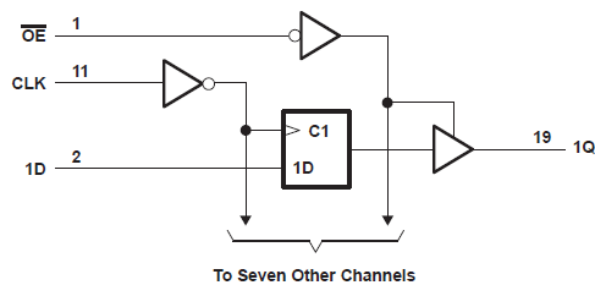 OE 1
CLK 11
C1
1D 2 1D
19 1Q
To Seven Other Channels